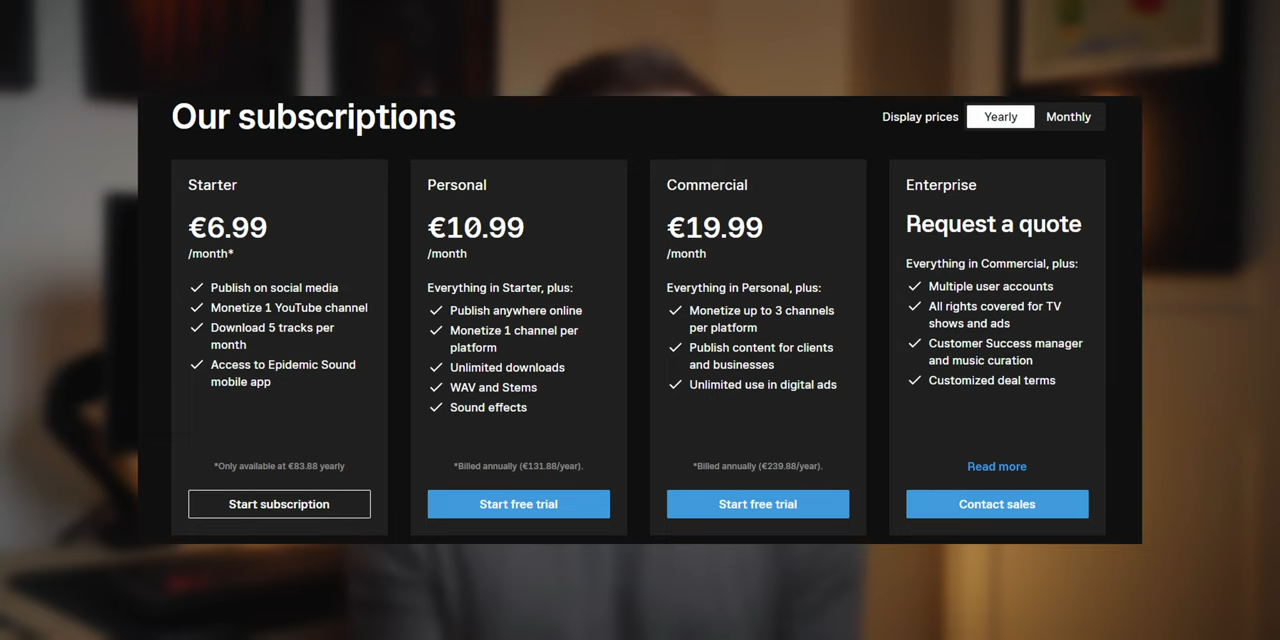 Our subscriptions
Display prices
Yearly
Monthly
Starter
€6.99
/month*
Publish on social media
Monetize 1 YouTube channel
Download 5 tracks per
month
Access to Epidemic Sound
mobile app
*Only available at €83.88 yearly
Start subscription
Personal
€10.99
/month
Everything in Starter, plus:
Publish anywhere online
Monetize 1 channel per
platform
Unlimited downloads
WAV and Stems
Sound effects
*Billed annually (€131.88/year).
Start free trial
Commercial
€19.99
/month
Everything in Personal, plus:
Monetize up to 3 channels
per platform
Publish content for clients
and businesses
Unlimited use in digital ads
*Billed annually (€239.88/year).
Start free trial
Enterprise
Request a quote
Everything in Commercial, plus:
Multiple user accounts
All rights covered for TV
shows and ads
Customer Success manager
and music curation
Customized deal terms
Read more
Contact sales